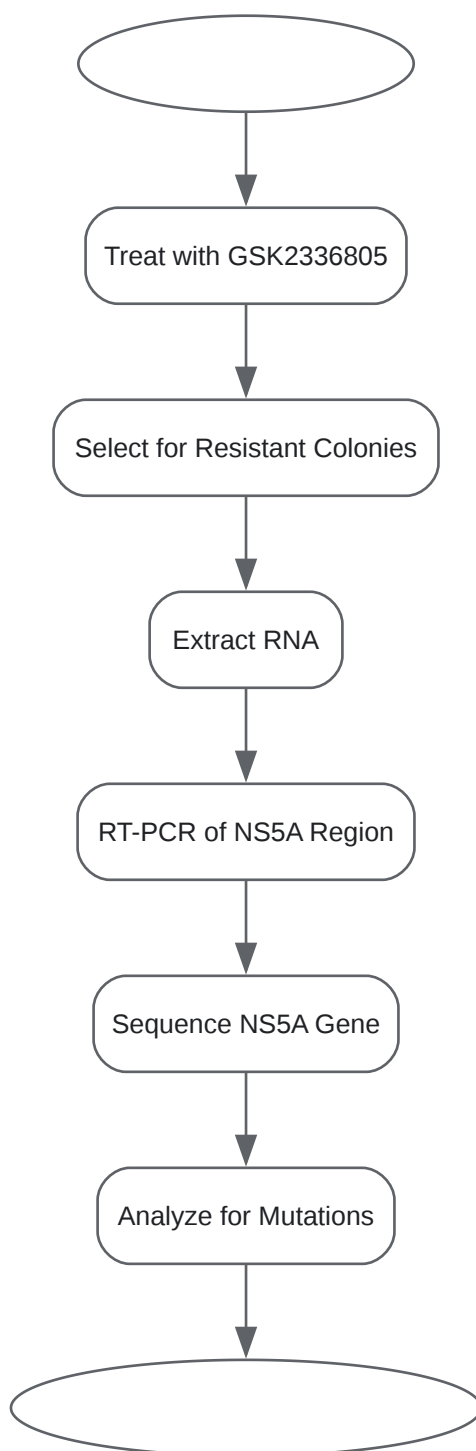 Treat with GSK2336805
Select for Resistant Colonies
Extract RNA
RT-PCR of NS5A Region
Sequence NS5A Gene
Analyze for Mutations